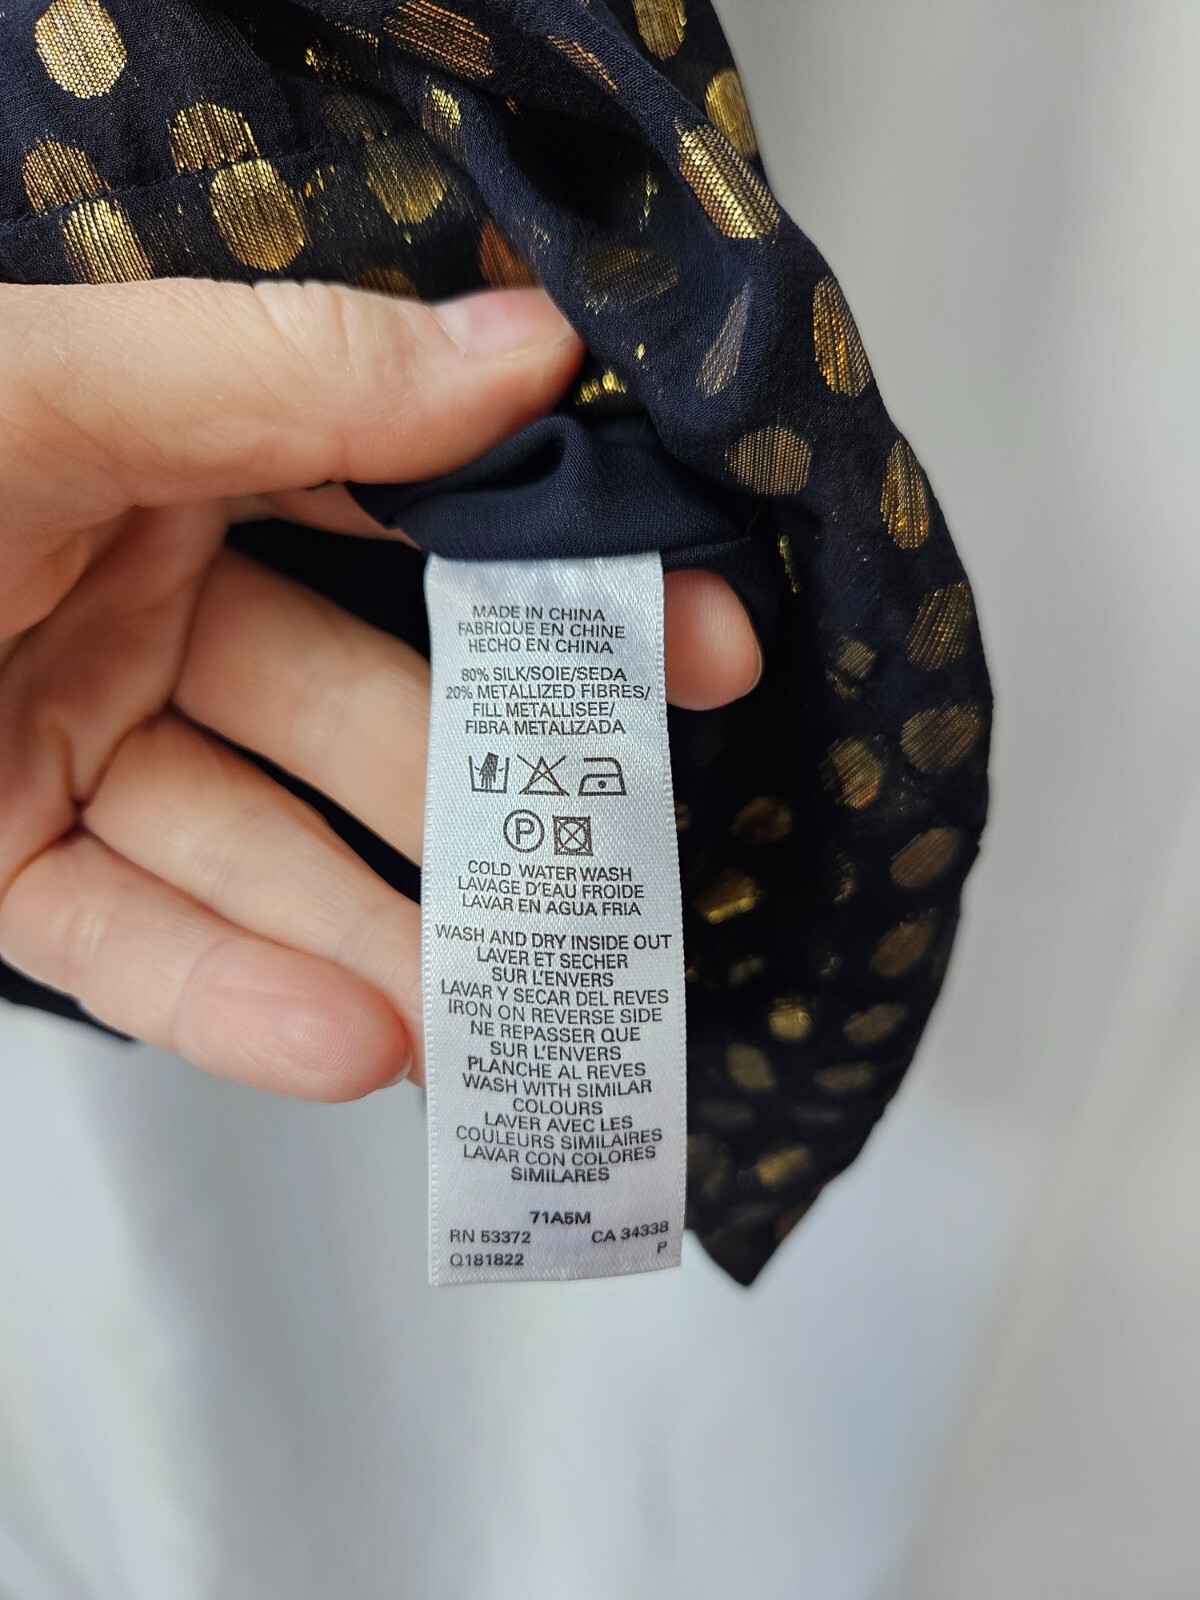 MADE IN CHINA
FABRIQUE EN CHINE
HECHO EN CHINA
80% SILK/SOIE/SEDA
20% METALLIZED FIBRES/
FILL METALLISEE/
FIBRA METALIZADA
P
COLD WATER WASH
LAVAGE D'EAU FROIDE
LAVAR EN AGUA FRIA
WASH AND DRY INSIDE OUT
LAVER ET SECHER
SUR L'ENVERS
LAVAR Y SECAR DEL REVES
IRON ON REVERSE SIDE
NE REPASSER QUE
SUR L'ENVERS
PLANCHE AL REVES
WASH WITH SIMILAR
COLOURS
LAVER AVEC LES
COULEURS SIMILAIRES
LAVAR CON COLORES
SIMILARES
71A5M
RN 53372 CA 34338
Q181822 P